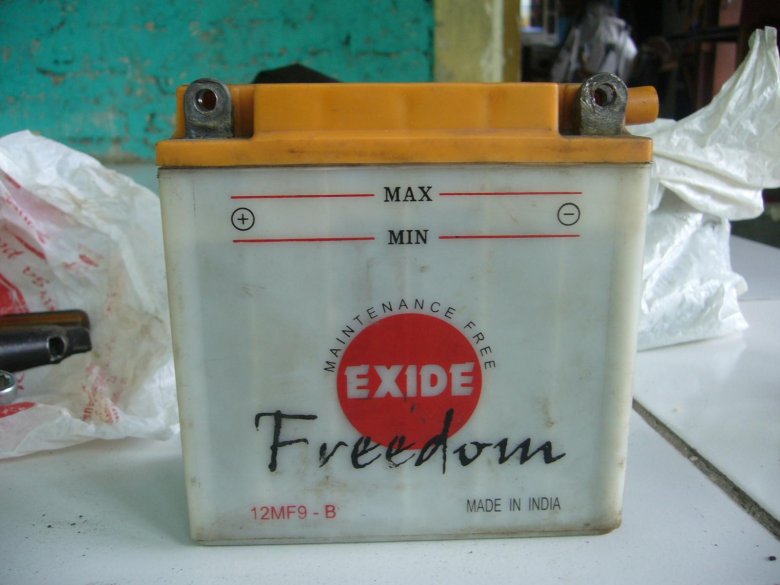 MAX
+ -
MIN
MAINTENANCE FREE
EXIDE
Freedom
12MF9 - B MADE IN INDIA